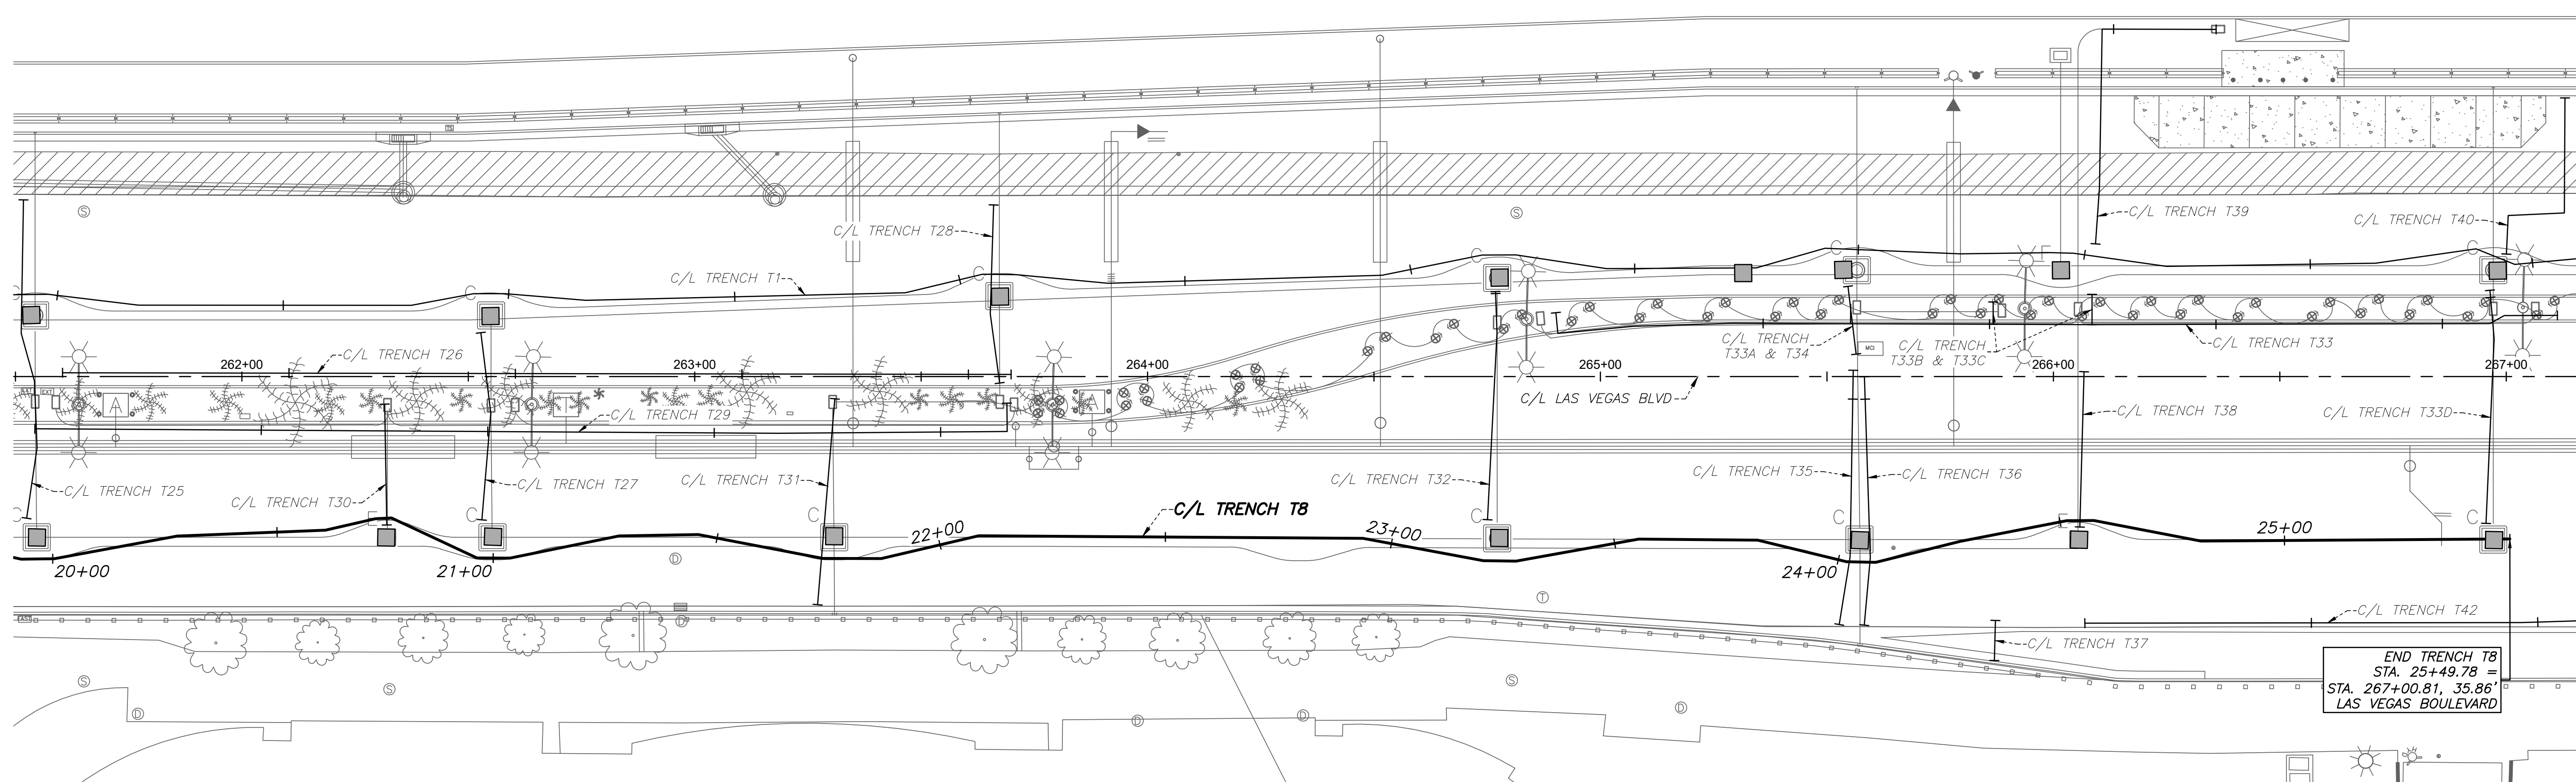 TS
C/L TRENCH T39
C/L TRENCH T40
S
S
C/L TRENCH T28
C/L TRENCH T1
C/L TRENCH
T33A & T34
C/L TRENCH
T33B & T33C
MCI
C/L TRENCH T33
C/L TRENCH T26
262+00
263+00
264+00
265+00
266+00
267+00
EXT
A
A
C/L LAS VEGAS BLVD
C/L TRENCH T29
C/L TRENCH T38
C/L TRENCH T33D
C/L TRENCH T25
C/L TRENCH T30
C/L TRENCH T27
C/L TRENCH T31
C/L TRENCH T32
C/L TRENCH T35
C/L TRENCH T36
C/L TRENCH T8
20+00
21+00
22+00
23+00
24+00
25+00
D
T
D
C/L TRENCH T42
C/L TRENCH T37
END TRENCH T8
STA. 25+49.78 =
STA. 267+00.81, 35.86'
LAS VEGAS BOULEVARD
S
S
S
D
D
D
D